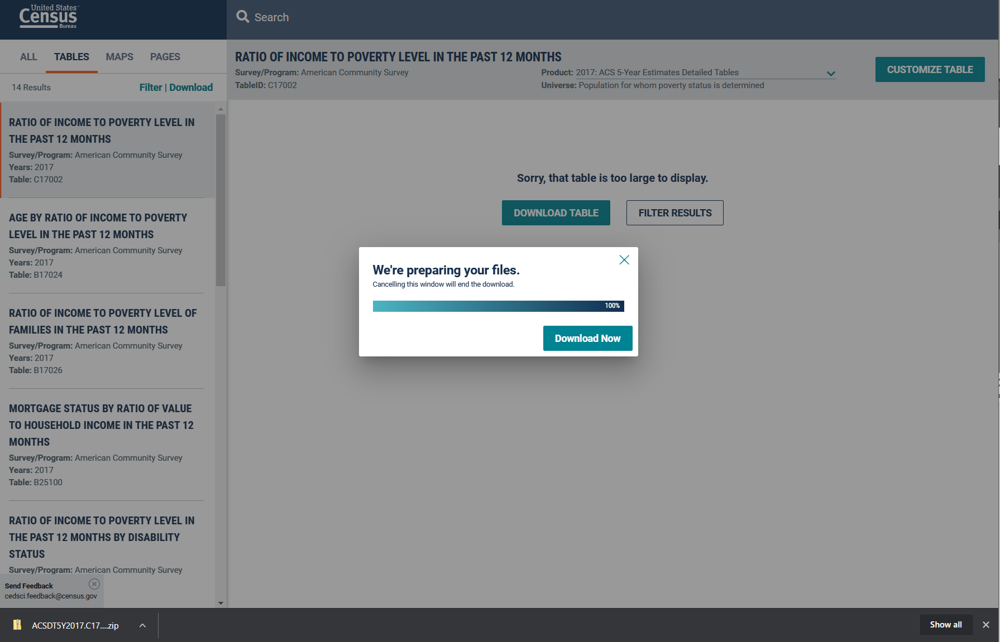 United States™
Census
Bureau
Search
ALL
TABLES
MAPS
PAGES
14 Results
Filter | Download
RATIO OF INCOME TO POVERTY LEVEL IN
THE PAST 12 MONTHS
Survey/Program: American Community Survey
Years: 2017
Table: C17002
AGE BY RATIO OF INCOME TO POVERTY
LEVEL IN THE PAST 12 MONTHS
Survey/Program: American Community Survey
Years: 2017
Table: B17024
RATIO OF INCOME TO POVERTY LEVEL OF
FAMILIES IN THE PAST 12 MONTHS
Survey/Program: American Community Survey
Years: 2017
Table: B17026
MORTGAGE STATUS BY RATIO OF VALUE
TO HOUSEHOLD INCOME IN THE PAST 12
MONTHS
Survey/Program: American Community Survey
Years: 2017
Table: B25100
RATIO OF INCOME TO POVERTY LEVEL IN
THE PAST 12 MONTHS BY DISABILITY
STATUS
Survey/Program: American Community Survey
Send Feedback
cedsci.feedback@census.gov
RATIO OF INCOME TO POVERTY LEVEL IN THE PAST 12 MONTHS
Survey/Program: American Community Survey
TableID: C17002
Product: 2017: ACS 5-Year Estimates Detailed Tables
Universe: Population for whom poverty status is determined
CUSTOMIZE TABLE
Sorry, that table is too large to display.
DOWNLOAD TABLE
FILTER RESULTS
We're preparing your files.
Cancelling this window will end the download.
100%
Download Now
ACSDT5Y2017.C17....zip
Show all